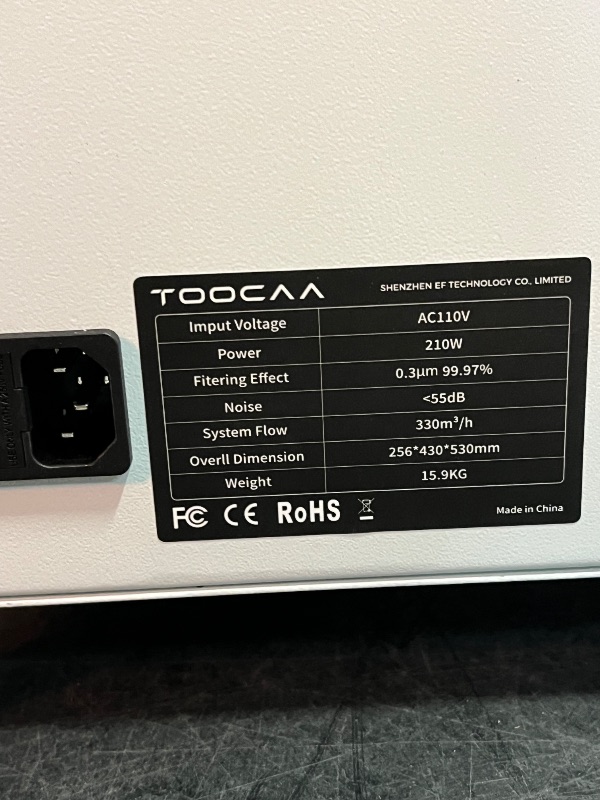 TOOCAA SHENZHEN EF TECHNOLOGY CO., LIMITED
Imput Voltage AC110V
Power 210W
Fitering Effect 0.3μm 99.97%
Noise <55dB
System Flow 330m³/h
Overll Dimension 256*430*530mm
Weight 15.9KG
FC CE RoHS Made in China